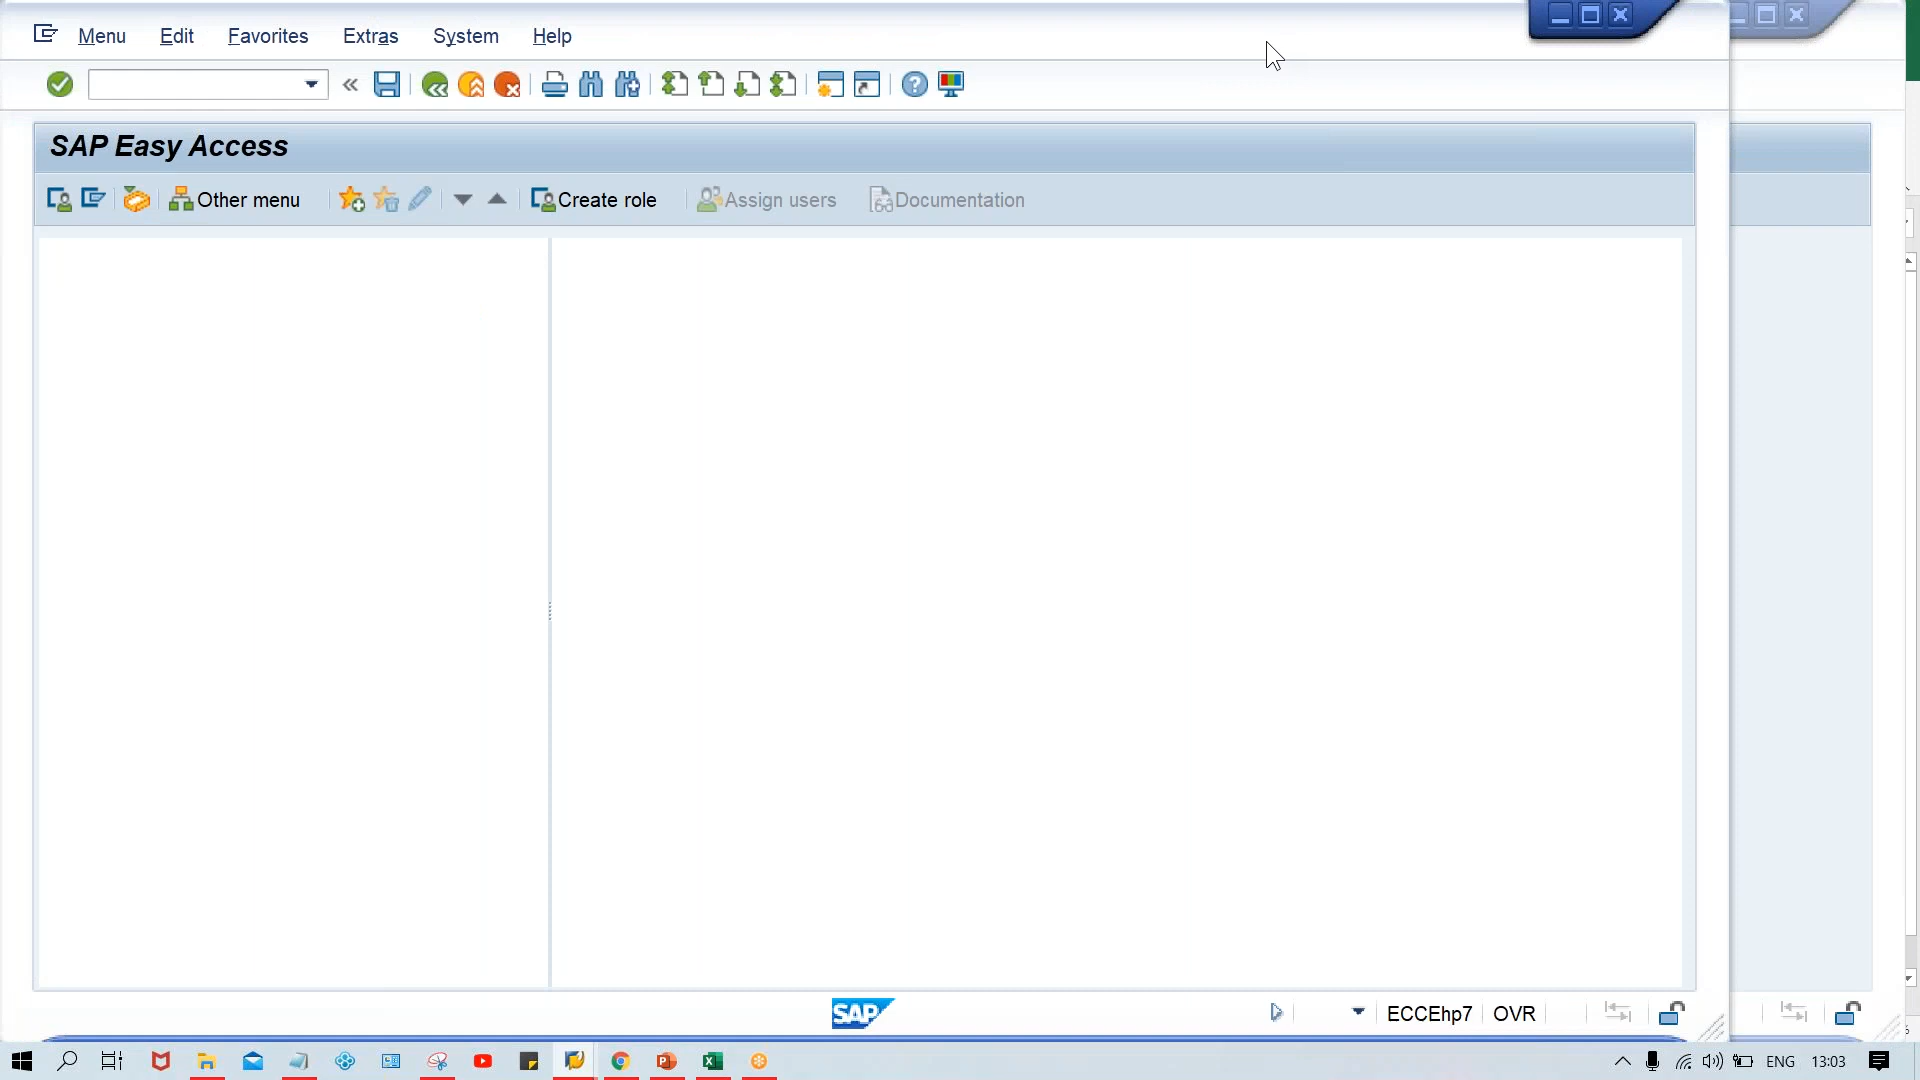 Menu Edit Favorites Extras System Help
SAP Easy Access
Other menu Create role Assign users Documentation
SAP ECCEhp7 OVR
ENG 13:03